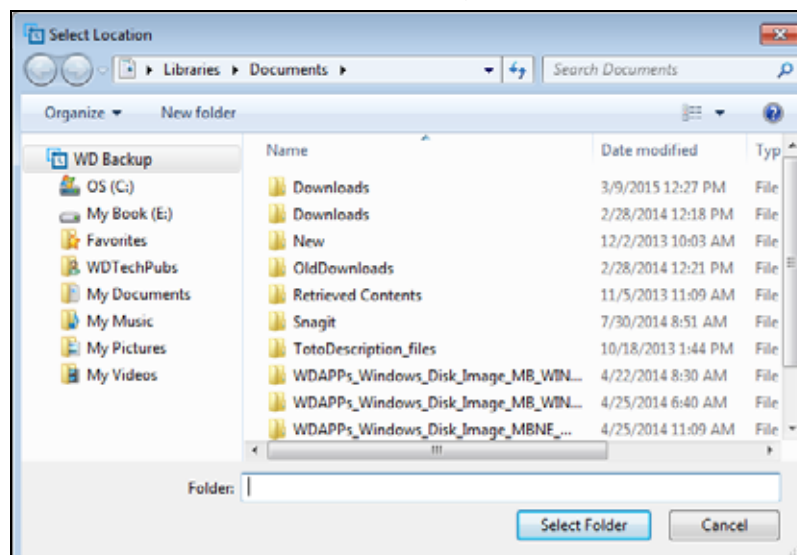 Select Location
Libraries Documents Search Documents
Organize New folder
Name Date modified Typ
WD Backup
OS (C:)
My Book (E:)
Favorites
WDTechPubs
My Documents
My Music
My Pictures
My Videos
Downloads 3/9/2015 12:27 PM File
Downloads 2/28/2014 12:18 PM File
New 12/2/2013 10:03 AM File
OldDownloads 2/28/2014 12:21 PM File
Retrieved Contents 11/5/2013 11:09 AM File
Snagit 7/30/2014 8:51 AM File
TotoDescription_files 10/18/2013 1:44 PM File
WDAPPs_Windows_Disk_Image_MB_WIN... 4/22/2014 8:30 AM File
WDAPPs_Windows_Disk_Image_MB_WIN... 4/25/2014 6:40 AM File
WDAPPs_Windows_Disk_Image_MBNE_... 4/25/2014 11:09 AM File
Folder:
Select Folder Cancel